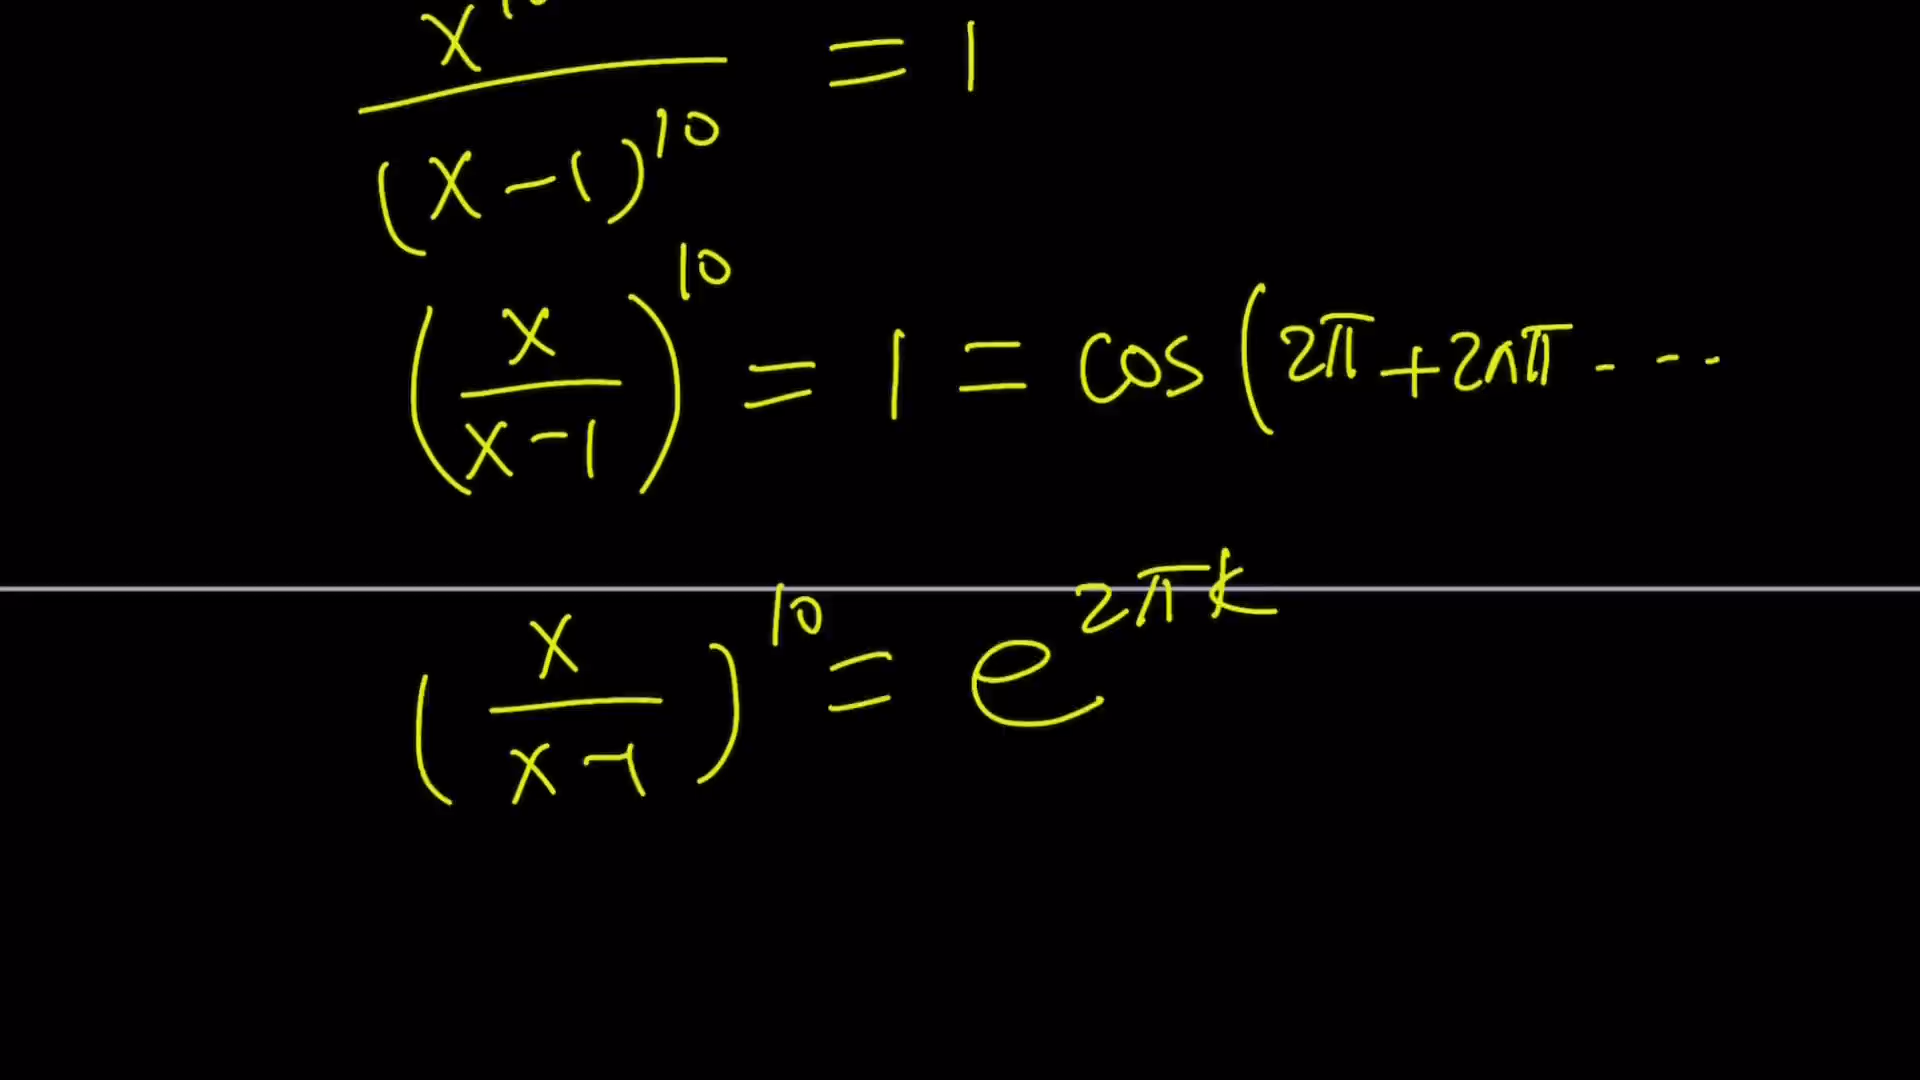 x^10 / (x-1)^10 = 1
(x / x-1)^10 = 1 = cos(2π+2nπ- - - -
(x / x-1)^10 = e^2πk